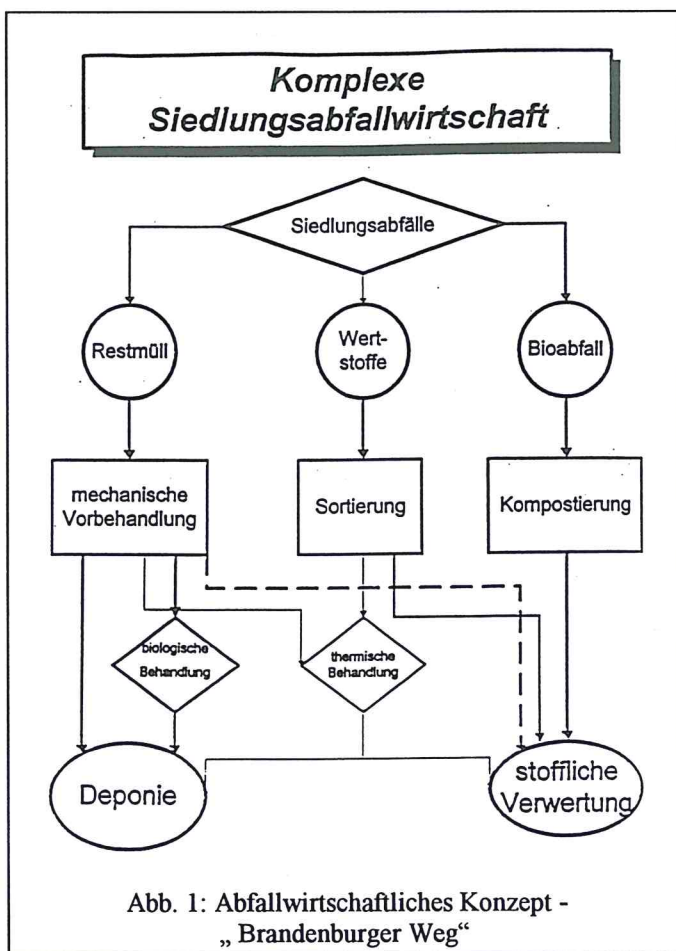 Komplexe
Siedlungsabfallwirtschaft
Siedlungsabfälle
Restmüll
Wert-
stoffe
Bioabfall
mechanische
Vorbehandlung
Sortierung
Kompostierung
biologische
Behandlung
thermische
Behandlung
Deponie
stoffliche
Verwertung
Abb. 1: Abfallwirtschaftliches Konzept -
„ Brandenburger Weg“